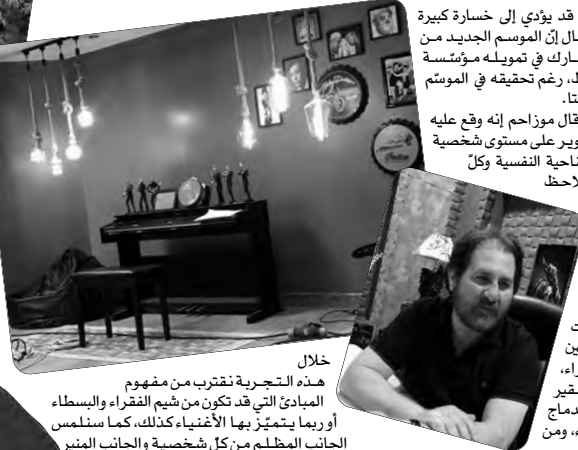 قد يؤدي إلى خسارة كبيرة
ال إنّ الموسم الجديد من
ارك في تمويله مؤسّسة
رغم تحقيقه في الموسّم
تا.
قال موزاحم إنه وقع عليه
وير على مستوى شخصية
ناحية النفسية وكلّ
لاحظ
ت
ين
راء،
قير
دماج
ء، ومن
خلال
هذه التجربة نقترب من مفهوم
المبادئ التي قد تكون من شيم الفقراء والبسطاء
أو ربما يتميّز بها الأغنياء كذلك، كما سنلمس
الجانب المظلم من كلّ شخصية والجانب المنير